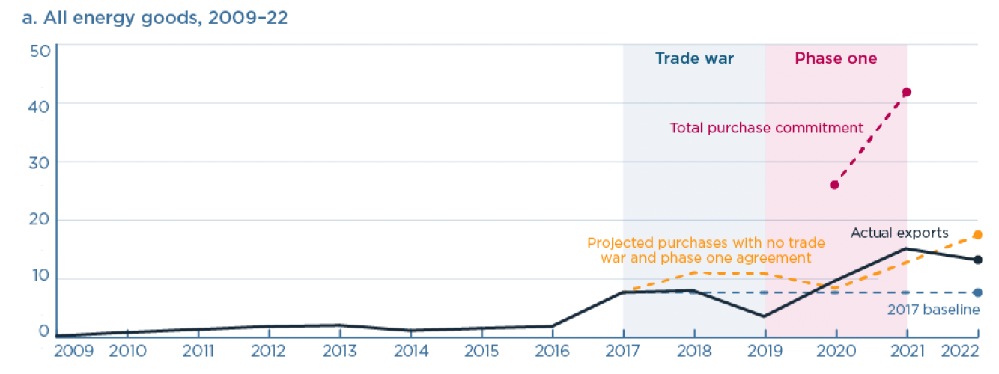 a. All energy goods, 2009–22
50
Trade war
Phase one
40
Total purchase commitment
30
20
Actual exports
Projected purchases with no trade
war and phase one agreement
10
2017 baseline
0
2009 2010 2011 2012 2013 2014 2015 2016 2017 2018 2019 2020 2021 2022